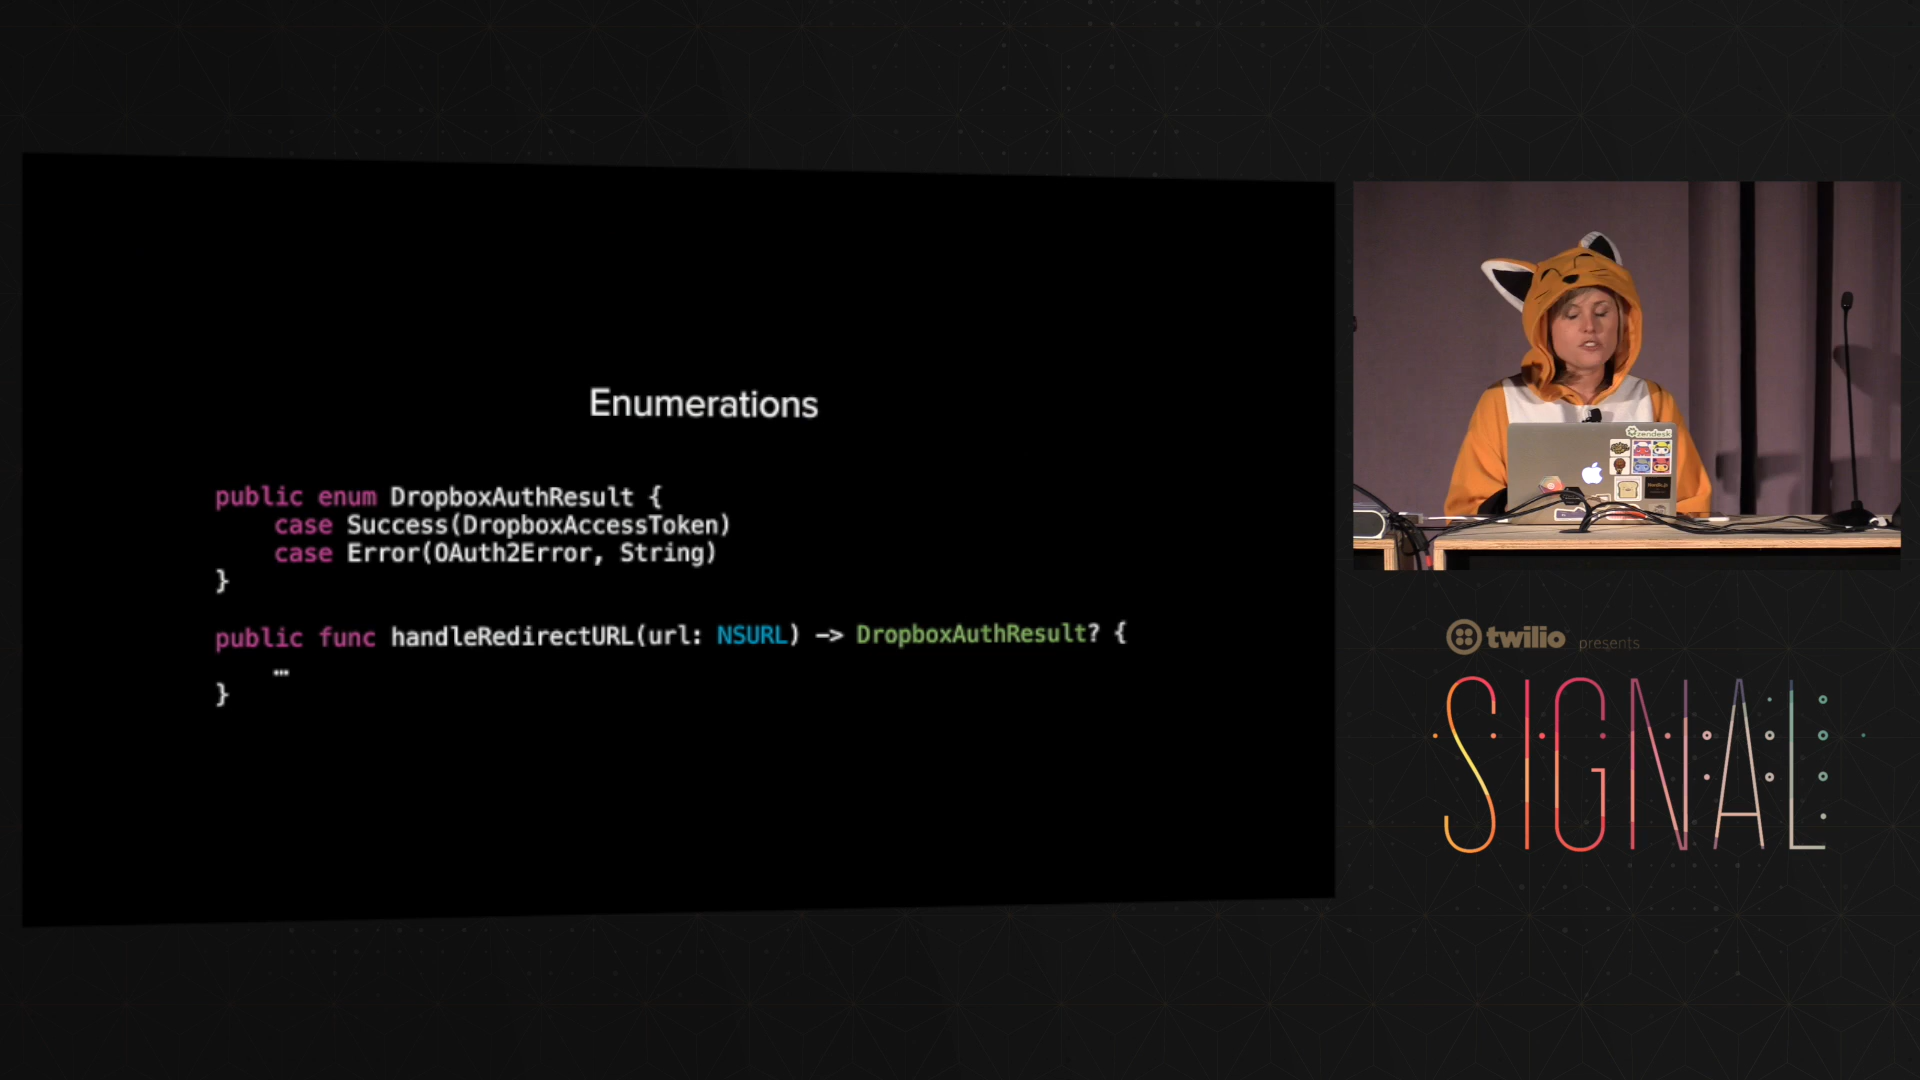 Enumerations
public enum DropboxAuthResult {
    case Success(DropboxAccessToken)
    case Error(OAuth2Error, String)
}
public func handleRedirectURL(url: NSURL) -> DropboxAuthResult? {
    …
}
zendesk
twilio presents
SIGNAL